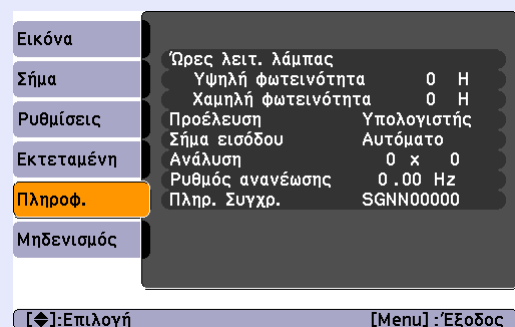 Εικόνα
Σήμα
Ρυθμίσεις
Εκτεταμένη
Πληροφ.
Μηδενισμός
Ώρες λειτ. λάμπας
Υψηλή φωτεινότητα 0 H
Χαμηλή φωτεινότητα 0 H
Προέλευση Υπολογιστής
Σήμα εισόδου Αυτόματο
Ανάλυση 0 x 0
Ρυθμός ανανέωσης 0.00 Hz
Πληρ. Συγχρ. SGNN00000
[◆]:Επιλογή [Menu]:Έξοδος